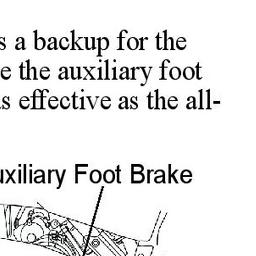 s a backup for the
e the auxiliary foot
s effective as the all-
uxiliary Foot Brake